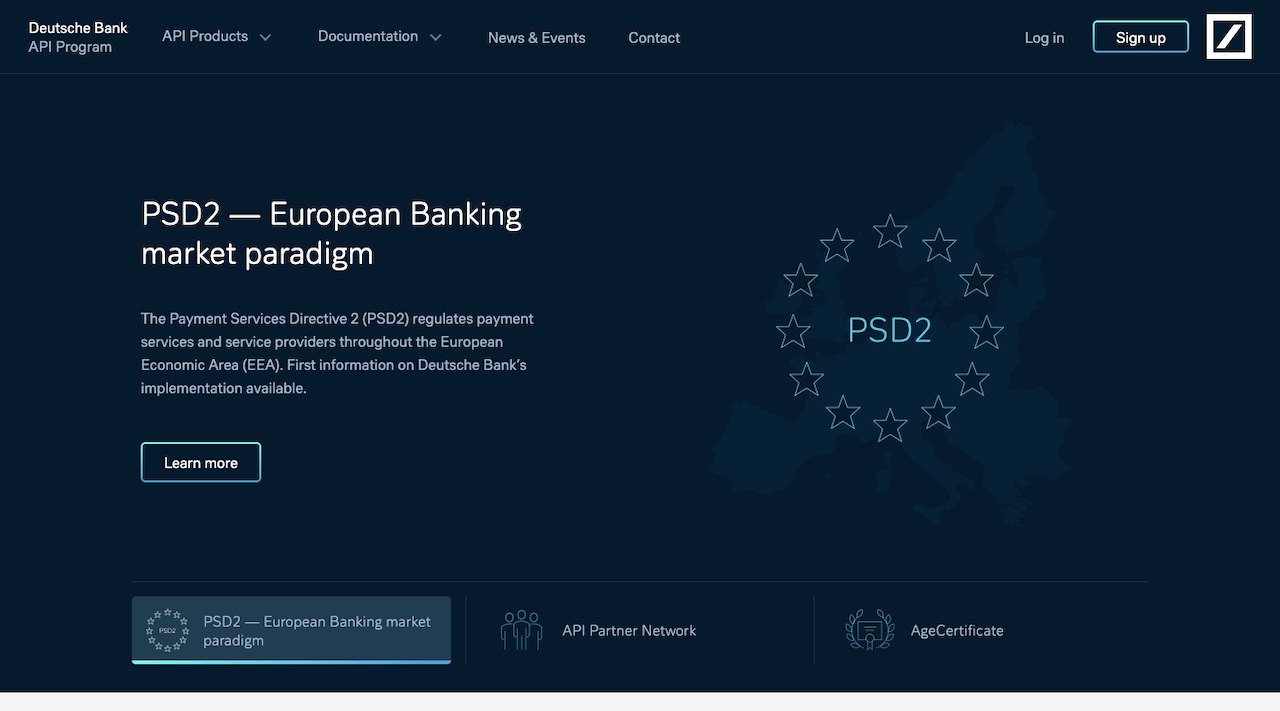 Deutsche Bank
API Program
API Products
Documentation
News & Events
Contact
Log in
Sign up
PSD2 — European Banking
market paradigm
The Payment Services Directive 2 (PSD2) regulates payment
services and service providers throughout the European
Economic Area (EEA). First information on Deutsche Bank’s
implementation available.
Learn more
PSD2
PSD2
PSD2 — European Banking market
paradigm
API Partner Network
AgeCertificate